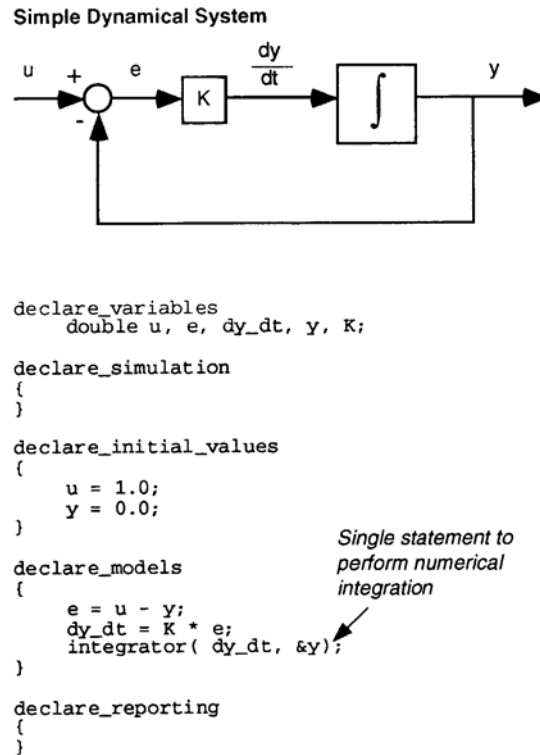 Simple Dynamical System
u + e K dy/dt ∫ y
-
declare_variables
double u, e, dy_dt, y, K;
declare_simulation
{
}
declare_initial_values
{
u = 1.0;
y = 0.0;
}
Single statement to
perform numerical
integration
declare_models
{
e = u - y;
dy_dt = K * e;
integrator( dy_dt, &y);
}
declare_reporting
{
}